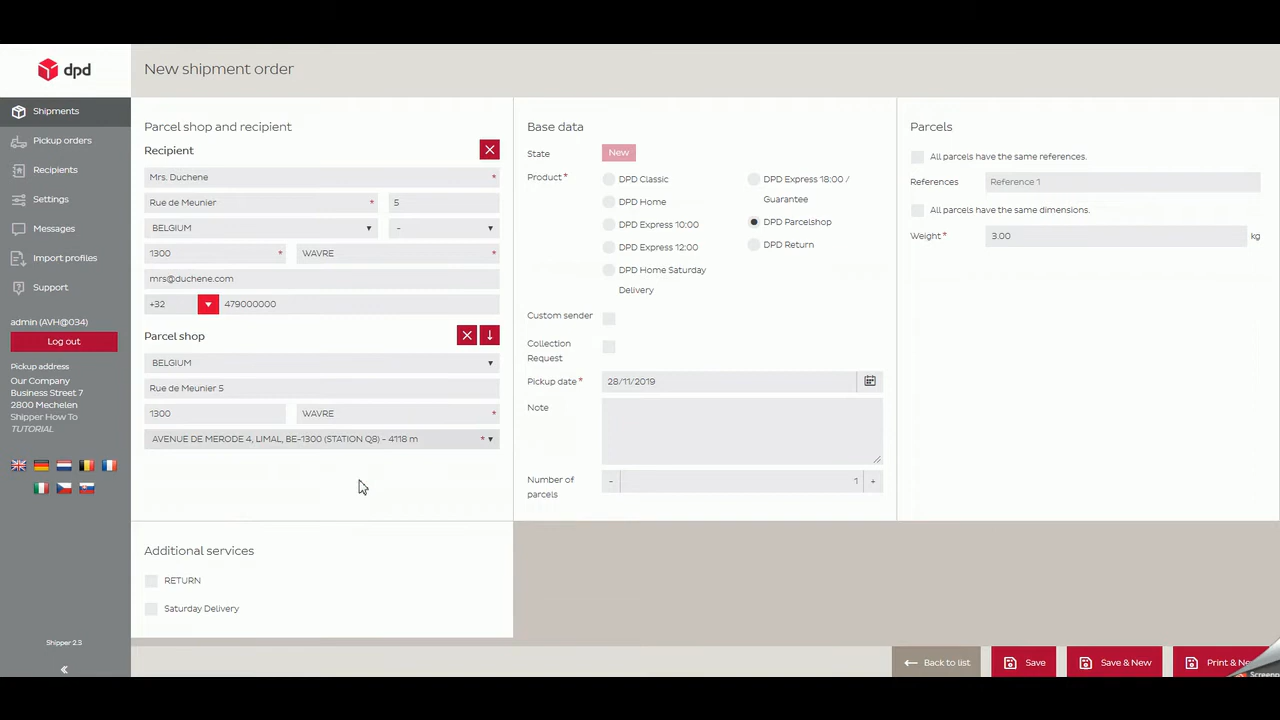 dpd
New shipment order
Shipments
Pickup orders
Recipients
Settings
Messages
Import profiles
Support
admin (AVH@034)
Log out
Pickup address
Our Company
Business Street 7
2800 Mechelen
Shipper How To
TUTORIAL
Shipper 2.3
Parcel shop and recipient
Recipient
Mrs. Duchene *
Rue de Meunier * 5
BELGIUM -
1300 * WAVRE *
mrs@duchene.com
+32 479000000
Parcel shop
BELGIUM
Rue de Meunier 5
1300 WAVRE *
AVENUE DE MERODE 4, LIMAL, BE-1300 (STATION Q8) - 4118 m *
Additional services
RETURN
Saturday Delivery
Base data
State New
Product *
DPD Classic
DPD Home
DPD Express 10:00
DPD Express 12:00
DPD Home Saturday
Delivery
DPD Express 18:00 /
Guarantee
DPD Parcelshop
DPD Return
Custom sender
Collection
Request
Pickup date * 28/11/2019
Note
Number of
parcels
- 1 +
Parcels
All parcels have the same references.
References Reference 1
All parcels have the same dimensions.
Weight * 3.00 kg
Back to list
Save
Save & New
Print &